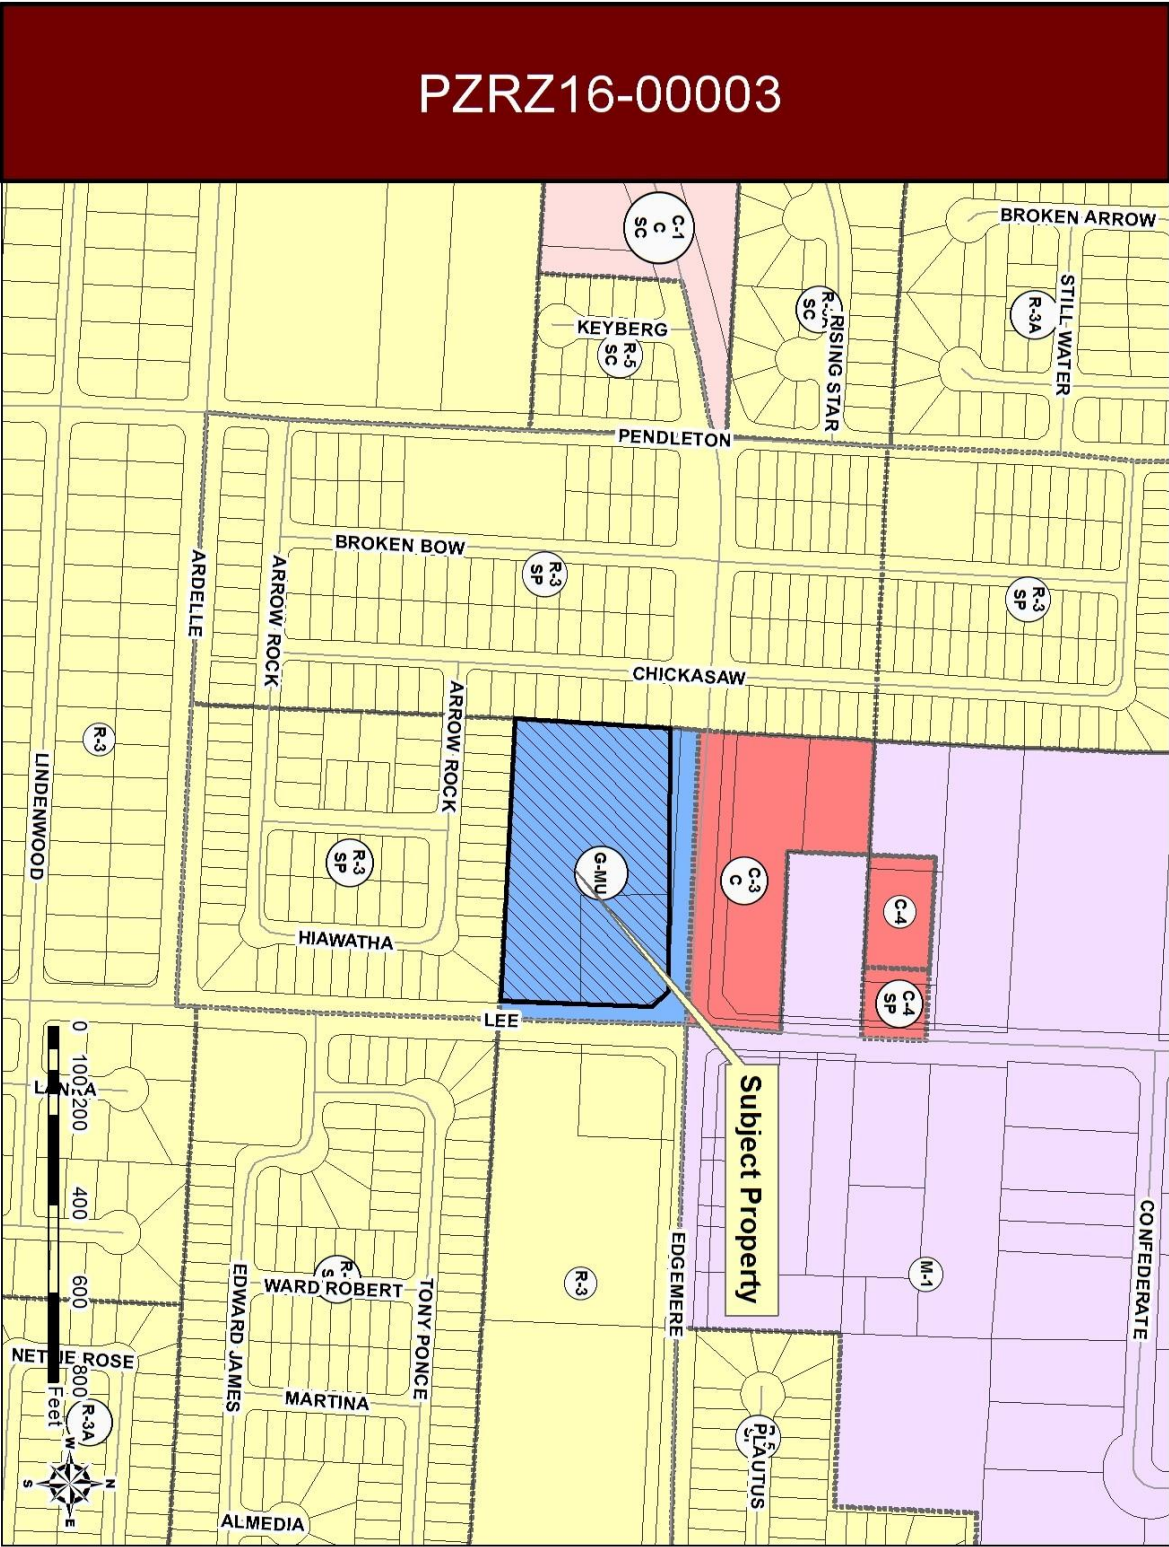 PZRZ16-00003
C-1
C
SC
BROKEN ARROW
STILL WATER
R-3A
SC
RISING STAR
KEYBERG
R-5
SC
PENDLETON
BROKEN BOW
R-3
SP
R-3
SP
ARDELLE
ARROW ROCK
CHICKASAW
ARROW ROCK
R-3
LINDENWOOD
R-3
SP
HIAWATHA
G-MU
C-3
C
C-4
C-4
SP
LEE
Subject Property
CONFEDERATE
M-1
EDGEMERE
R-3
WARD ROBERT
EDWARD JAMES
TONY PONCE
MARTINA
ALMEDIA
PLAUTUS
R-3A
0 100 200 400 600 800
Feet
N
S
E
W